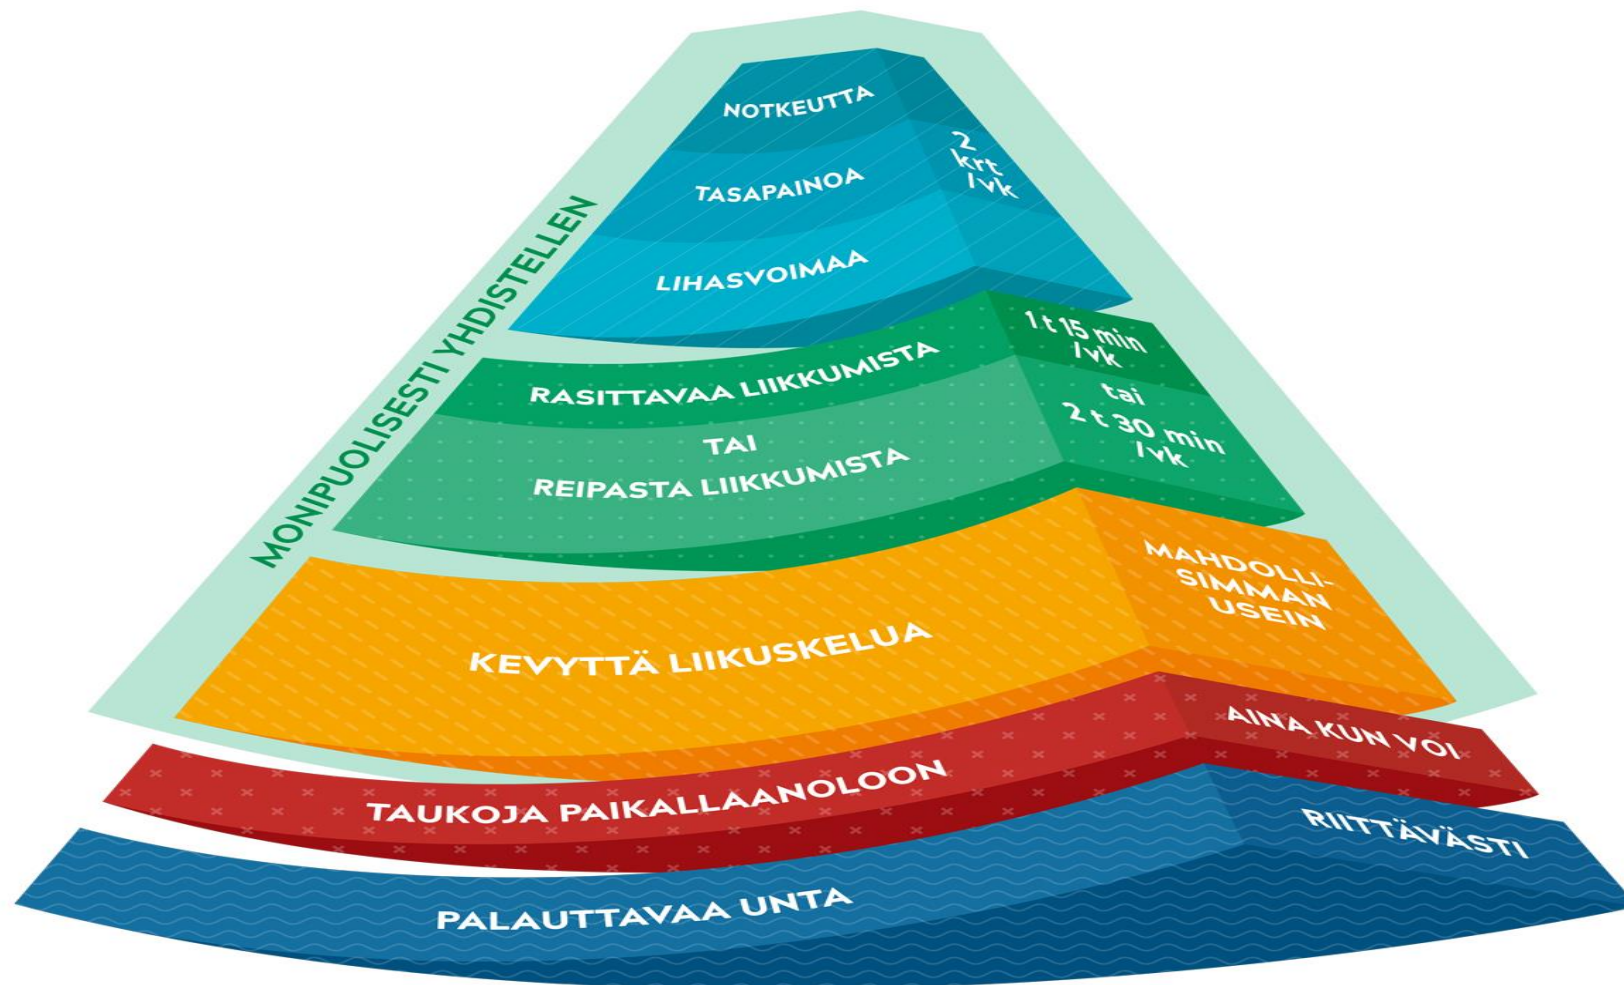 NOTKEUTTA
TASAPAINOA
LIHASVOIMAA
2
krt
/vk
MONIPUOLISESTI YHDISTELLEN
RASITTAVAA LIIKKUMISTA
1 t 15 min
/vk
TAI
REIPASTA LIIKKUMISTA
tai
2 t 30 min
/vk
KEVYTTÄ LIIKUSKELUA
MAHDOLLI-
SIMMAN
USEIN
TAUKOJA PAIKALLAANOLOON
AINA KUN VOI
PALAUTTAVAA UNTA
RIITTÄVÄSTI